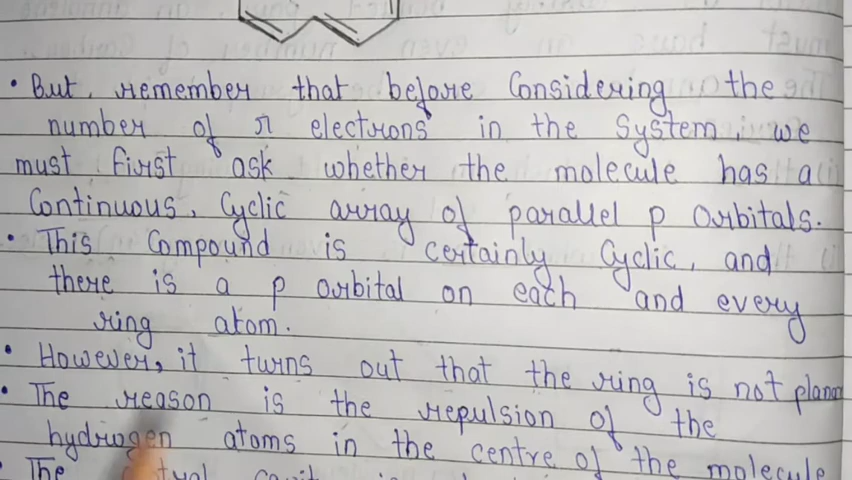 • But, remember that before Considering the
number of π electrons in the System, we
must first ask whether the molecule has a
Continuous, Cyclic array of parallel p orbitals.
• This Compound is certainly Cyclic, and
there is a p orbital on each and every
ring atom.
• However, it turns out that the ring is not planar
• The reason is the repulsion of the
hydrogen atoms in the centre of the molecule
• The